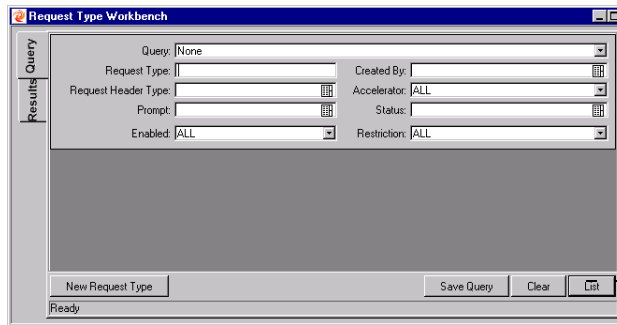 Request Type Workbench
Query
Results
Query: None
Request Type:
Created By:
Request Header Type:
Accelerator: ALL
Prompt:
Status:
Enabled: ALL
Restriction: ALL
New Request Type
Save Query
Clear
List
Ready